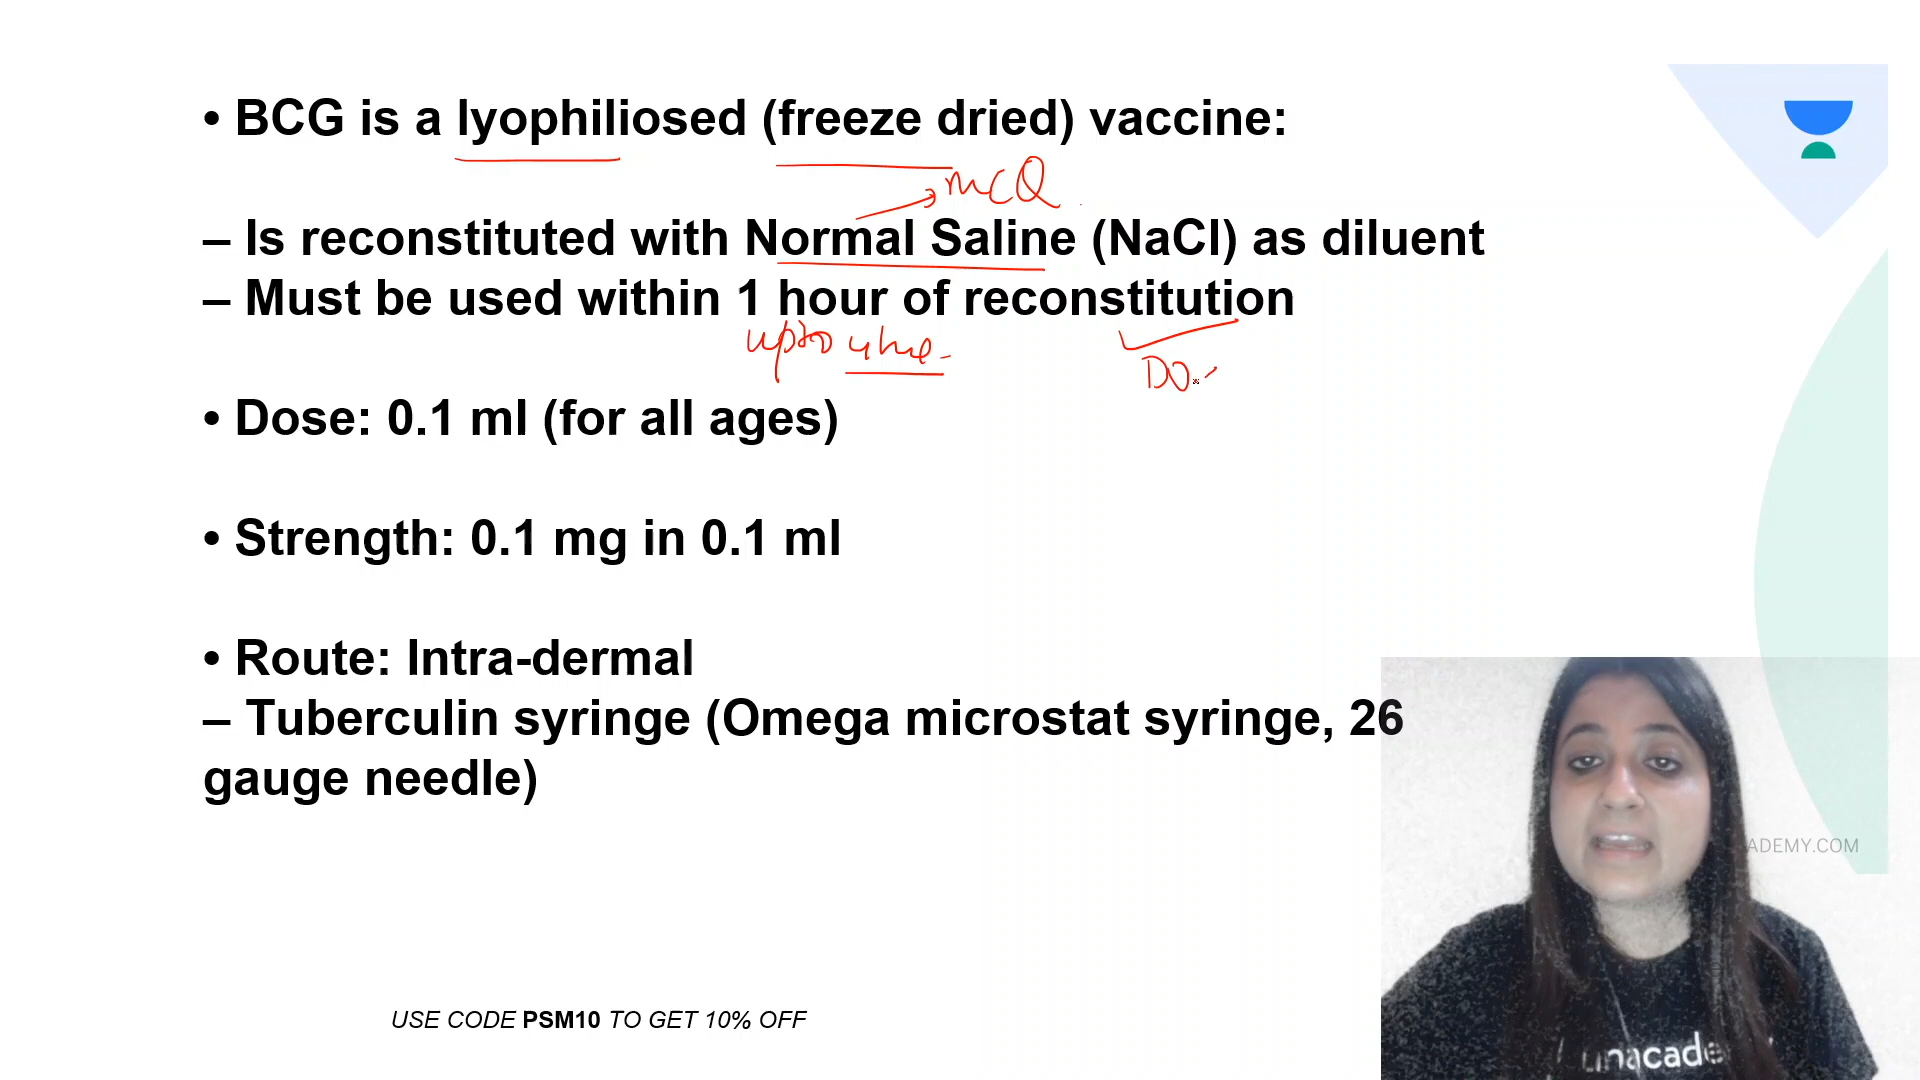 • BCG is a lyophiliosed (freeze dried) vaccine:
MCQ
– Is reconstituted with Normal Saline (NaCl) as diluent
– Must be used within 1 hour of reconstitution
upto 4
DO
• Dose: 0.1 ml (for all ages)
• Strength: 0.1 mg in 0.1 ml
• Route: Intra-dermal
– Tuberculin syringe (Omega microstat syringe, 26
gauge needle)
ADEMY.COM
unacade
USE CODE PSM10 TO GET 10% OFF